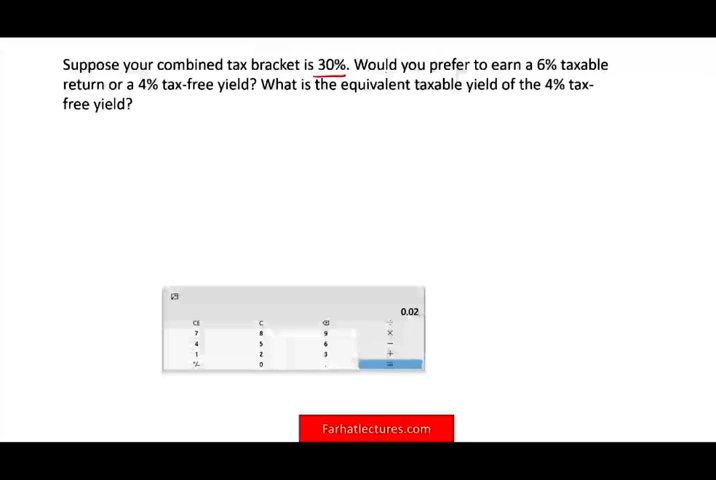 Suppose your combined tax bracket is 30%. Would you prefer to earn a 6% taxable
return or a 4% tax-free yield? What is the equivalent taxable yield of the 4% tax-
free yield?
0.02
CE C ⌫ ÷
7 8 9 ×
4 5 6 −
1 2 3 +
+/− 0 . =
Farhatlectures.com